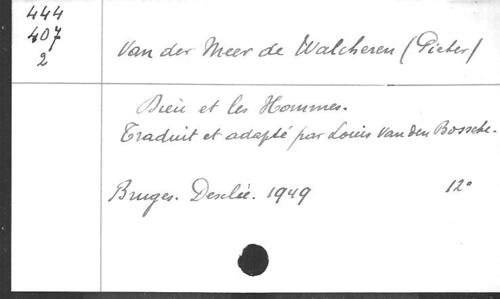 444
407
2
Van der Meer de Walcheren (Pieter)
Dieu et les Hommes.
Traduit et adapté par Louis Van den Bossche.
Bruges. Desclée. 1949 12°